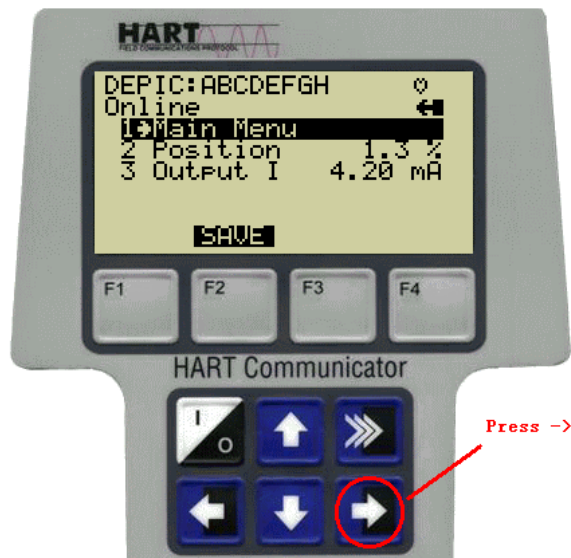 HART
FIELD COMMUNICATIONS PROTOCOL
DEPIC:ABCDEFGH
Online
1→Main Menu
2 Position 1.3 %
3 Output I 4.20 mA
SAVE
F1 F2 F3 F4
HART Communicator
I
O
Press ->